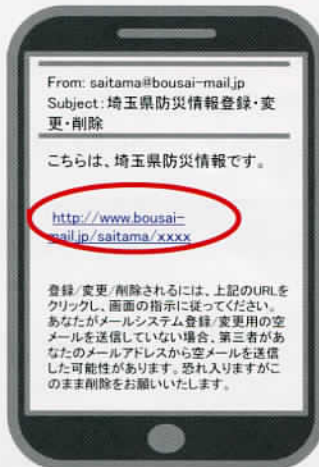 From: saitama@bousai-mail.jp
Subject:埼玉県防災情報登録・変
更・削除
こちらは、埼玉県防災情報です。
http://www.bousai-
mail.jp/saitama/xxxx
登録/変更/削除されるには、上記のURLを
クリックし、画面の指示に従ってください。
あなたがメールシステム登録/変更用の空
メールを送信していない場合、第三者があ
なたのメールアドレスから空メールを送信
した可能性があります。恐れ入りますがこ
のまま削除をお願いいたします。